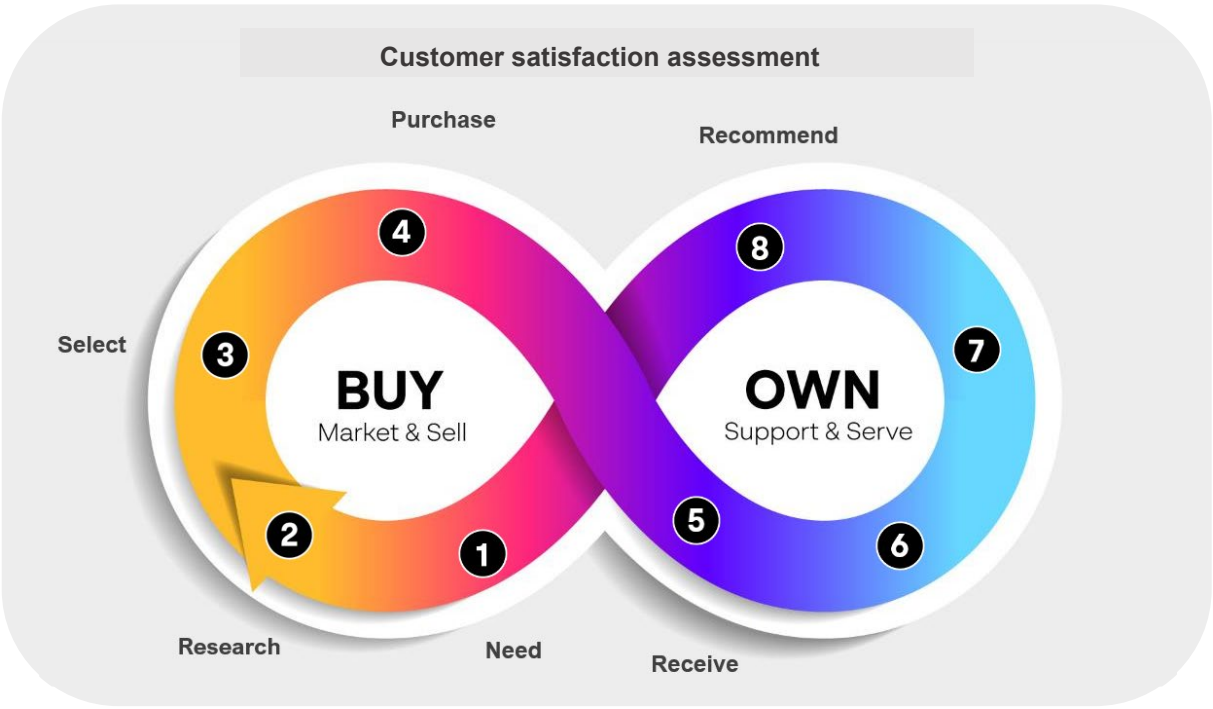 Customer satisfaction assessment
Purchase
Recommend
4
8
Select
3
7
BUY
Market & Sell
OWN
Support & Serve
2
1
5
6
Research
Need
Receive